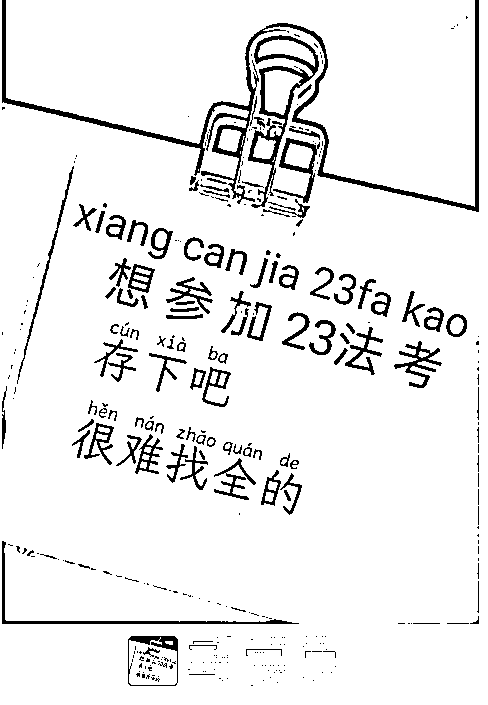 xiang can jia 23fa kao
想 参 加 23法 考
cún xià ba
存下吧
hěn nán zhǎo quán de
很难找全的